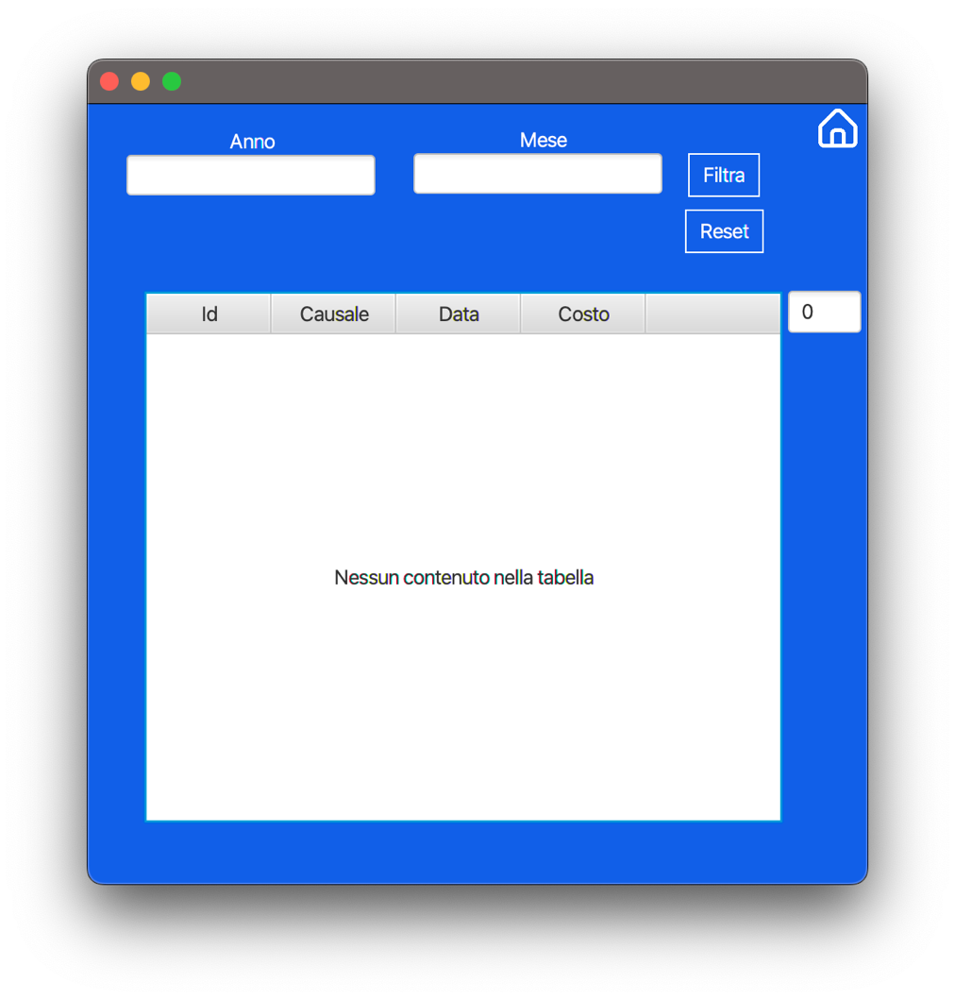 Anno
Mese
Filtra
Reset
Id
Causale
Data
Costo
0
Nessun contenuto nella tabella